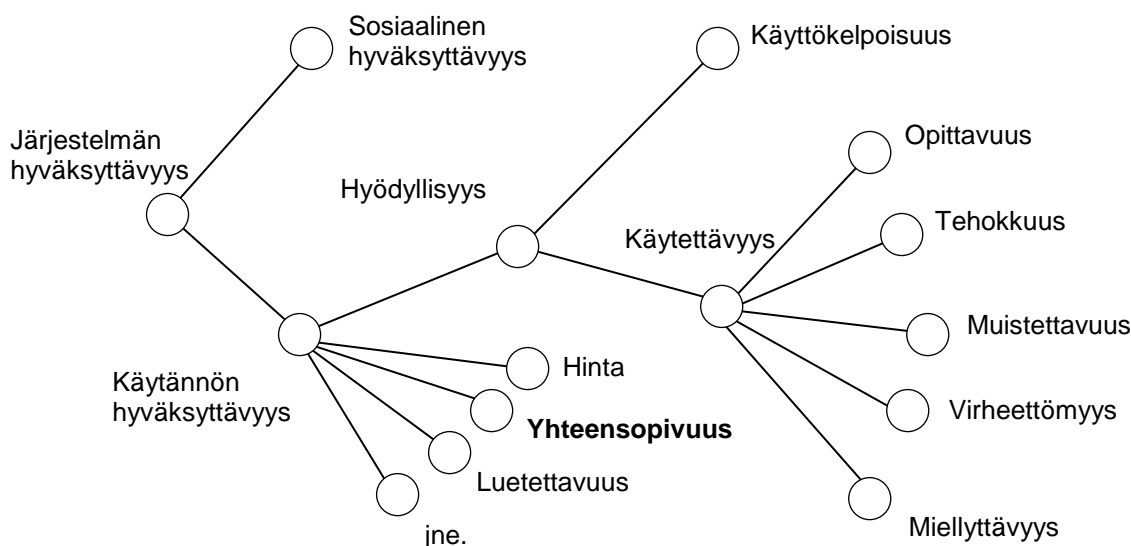 Sosiaalinen
hyväksyttävyys
Käyttökelpoisuus
Järjestelmän
hyväksyttävyys
Opittavuus
Hyödyllisyys
Tehokkuus
Käytettävyys
Muistettavuus
Hinta
Käytännön
hyväksyttävyys
Virheettömyys
Yhteensopivuus
Luetettavuus
Miellyttävyys
jne.